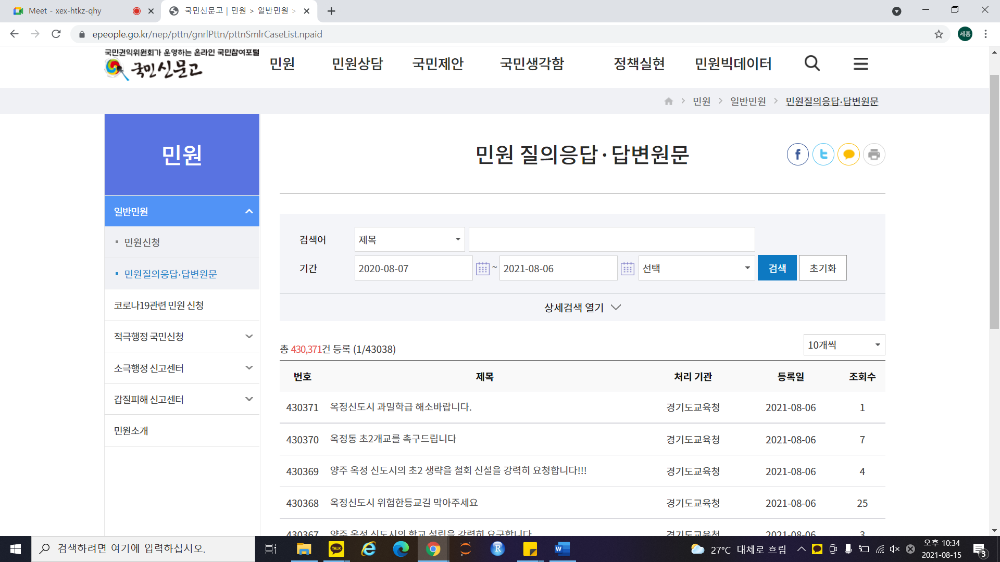 Meet - xex-htkz-qhy
국민신문고 | 민원 > 일반민원 >
epeople.go.kr/nep/pttn/gnrlPttn/pttnSmlrCaseList.npaid
세홍
국민권익위원회가 운영하는 온라인 국민참여포털
국민신문고
민원 민원상담 국민제안 국민생각함 정책실현 민원빅데이터
민원 일반민원 민원질의응답·답변원문
민원
일반민원
민원신청
민원질의응답·답변원문
코로나19관련 민원 신청
적극행정 국민신청
소극행정 신고센터
갑질피해 신고센터
민원소개
민원 질의응답·답변원문
검색어 제목
기간 2020-08-07 ~ 2021-08-06 선택 검색 초기화
상세검색 열기
총 430,371건 등록 (1/43038) 10개씩
번호 제목 처리 기관 등록일 조회수
430371 옥정신도시 과밀학급 해소바랍니다. 경기도교육청 2021-08-06 1
430370 옥정동 초2개교를 촉구드립니다 경기도교육청 2021-08-06 7
430369 양주 옥정 신도시의 초2 생략을 철회 신설을 강력히 요청합니다!!! 경기도교육청 2021-08-06 4
430368 옥정신도시 위험한등교길 막아주세요 경기도교육청 2021-08-06 25
430367 양주 옥정 신도시의 학교 설립을 강력히 요구합니다 경기도교육청 2021-08-06 3
검색하려면 여기에 입력하십시오.
TALK
R
W
27°C 대체로 흐림
오후 10:34
2021-08-15
3